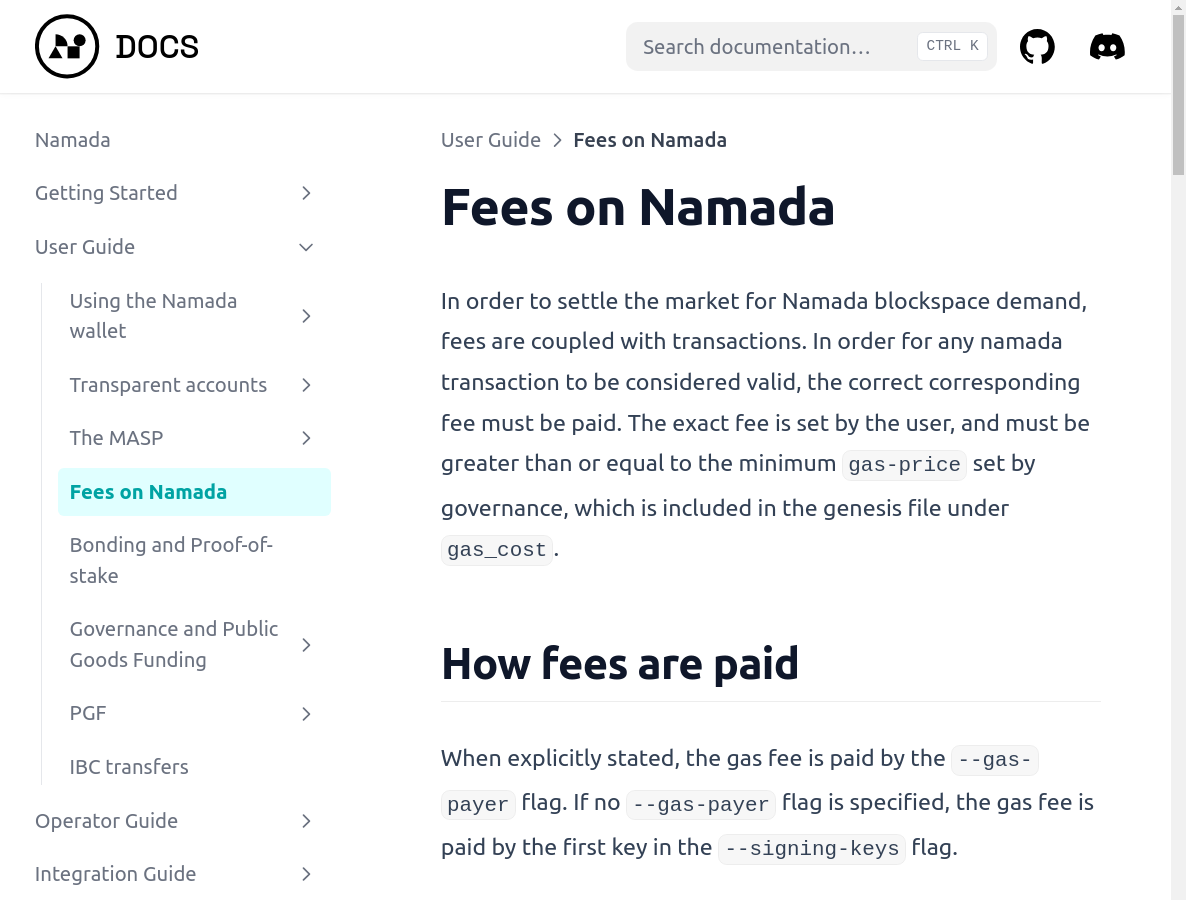 DOCS
Search documentation…
CTRL K
Namada
Getting Started
User Guide
Using the Namada
wallet
Transparent accounts
The MASP
Fees on Namada
Bonding and Proof-of-
stake
Governance and Public
Goods Funding
PGF
IBC transfers
Operator Guide
Integration Guide
User Guide > Fees on Namada
Fees on Namada
In order to settle the market for Namada blockspace demand,
fees are coupled with transactions. In order for any namada
transaction to be considered valid, the correct corresponding
fee must be paid. The exact fee is set by the user, and must be
greater than or equal to the minimum gas-price set by
governance, which is included in the genesis file under
gas_cost.
How fees are paid
When explicitly stated, the gas fee is paid by the --gas-
payer flag. If no --gas-payer flag is specified, the gas fee is
paid by the first key in the --signing-keys flag.